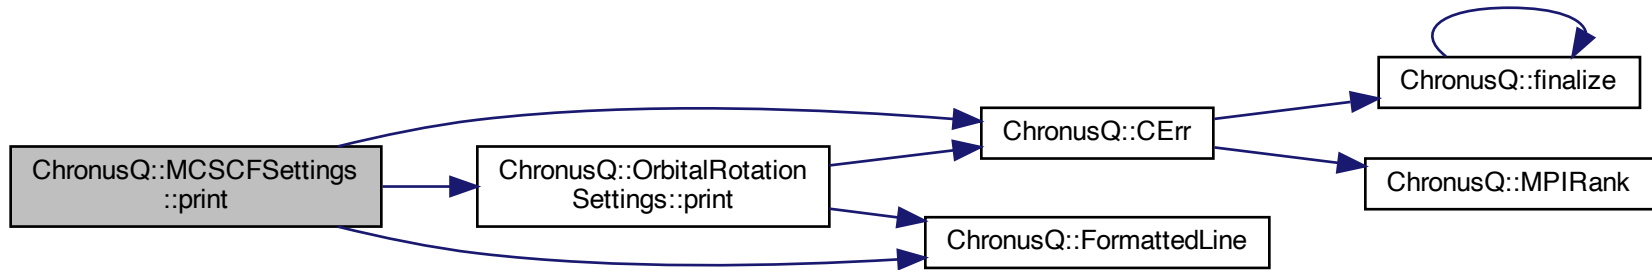 ChronusQ::MCSCFSettings
::print
ChronusQ::OrbitalRotation
Settings::print
ChronusQ::CErr
ChronusQ::FormattedLine
ChronusQ::finalize
ChronusQ::MPIRank